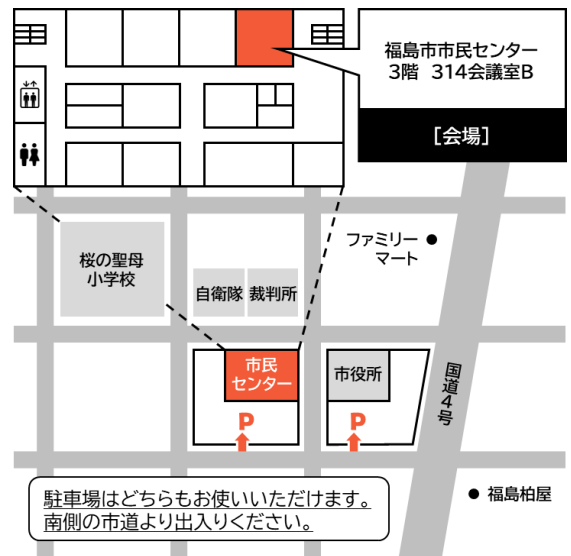 福島市市民センター
3階 314会議室B
[会場]
桜の聖母
小学校
自衛隊
裁判所
ファミリー
マート
市民
センター
P
市役所
P
国道4号
福島柏屋
駐車場はどちらもお使いいただけます。
南側の市道より出入りください。